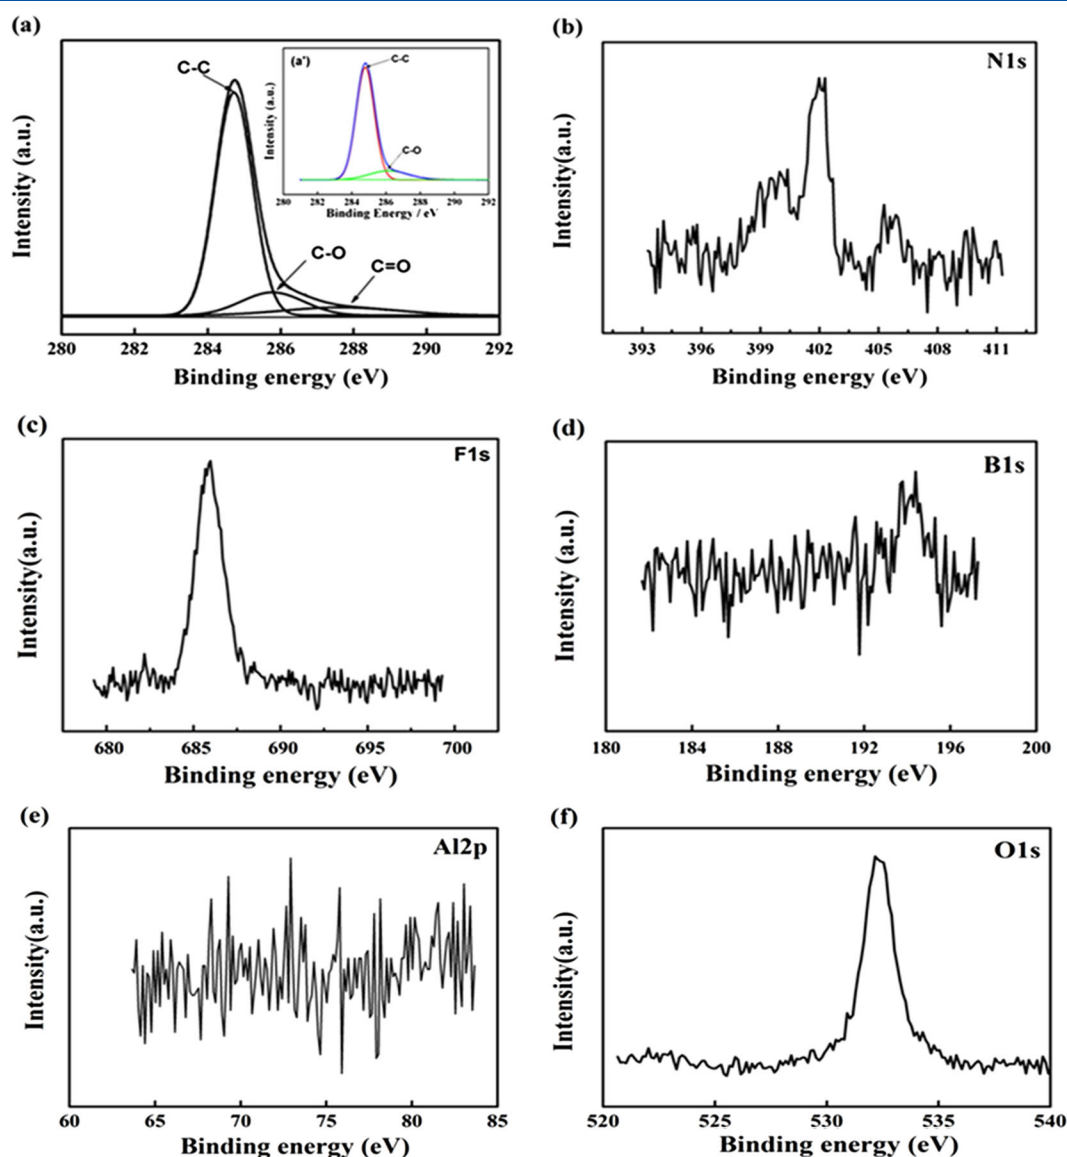 (a)
C-C
C-O
C=O
Intensity (a.u.)
280 282 284 286 288 290 292
Binding energy (eV)
(a')
C-C
C-O
Intensity (a.u.)
280 282 284 286 288 290 292
Binding Energy / eV
(b)
N1s
Intensity(a.u.)
393 396 399 402 405 408 411
Binding energy (eV)
(c)
F1s
Intensity(a.u.)
680 685 690 695 700
Binding energy (eV)
(d)
B1s
Intensity (a.u.)
180 184 188 192 196 200
Binding energy (eV)
(e)
Al2p
Intensity(a.u.)
60 65 70 75 80 85
Binding energy (eV)
(f)
O1s
Intensity(a.u.)
520 525 530 535 540
Binding energy (eV)